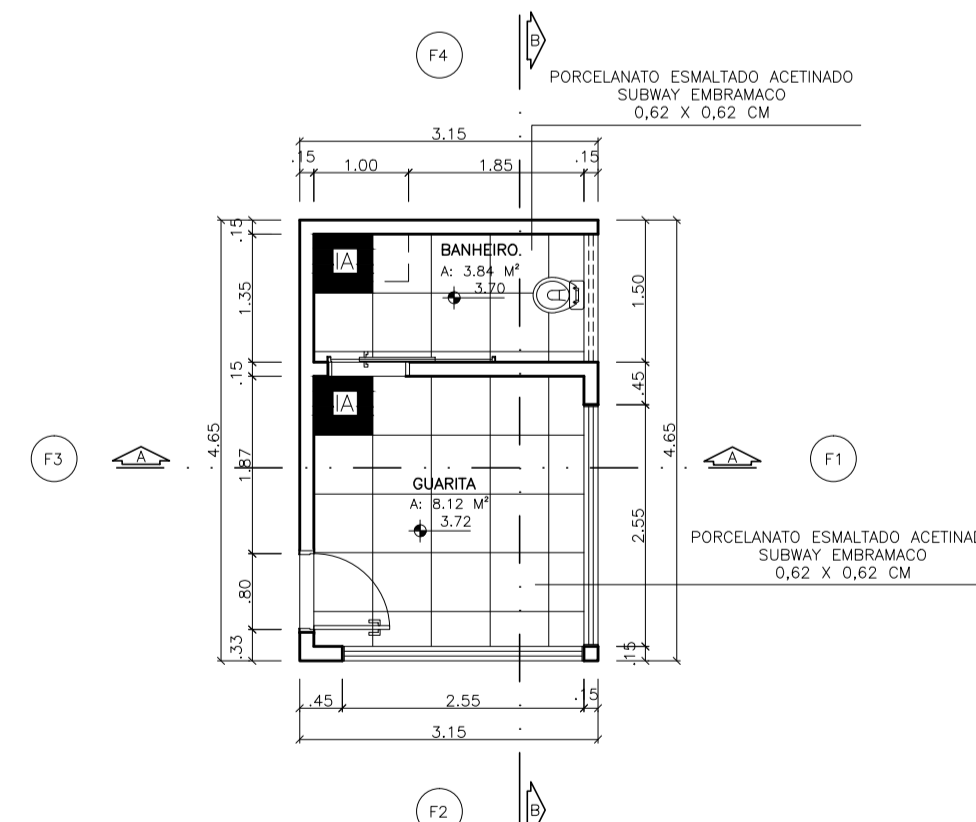 F4
B
PORCELANATO ESMALTADO ACETINADO
SUBWAY EMBRAMACO
0,62 X 0,62 CM
3.15
.15
1.00
1.85
.15
.15
IA
BANHEIRO
A: 3.84 M²
3.70
1.35
1.50
.15
.45
IA
4.65
4.65
F3
A
1.87
A
F1
GUARITA
A: 8.12 M²
3.72
2.55
PORCELANATO ESMALTADO ACETINAD
SUBWAY EMBRAMACO
0,62 X 0,62 CM
.80
.33
.15
.45
2.55
.15
3.15
F2
B